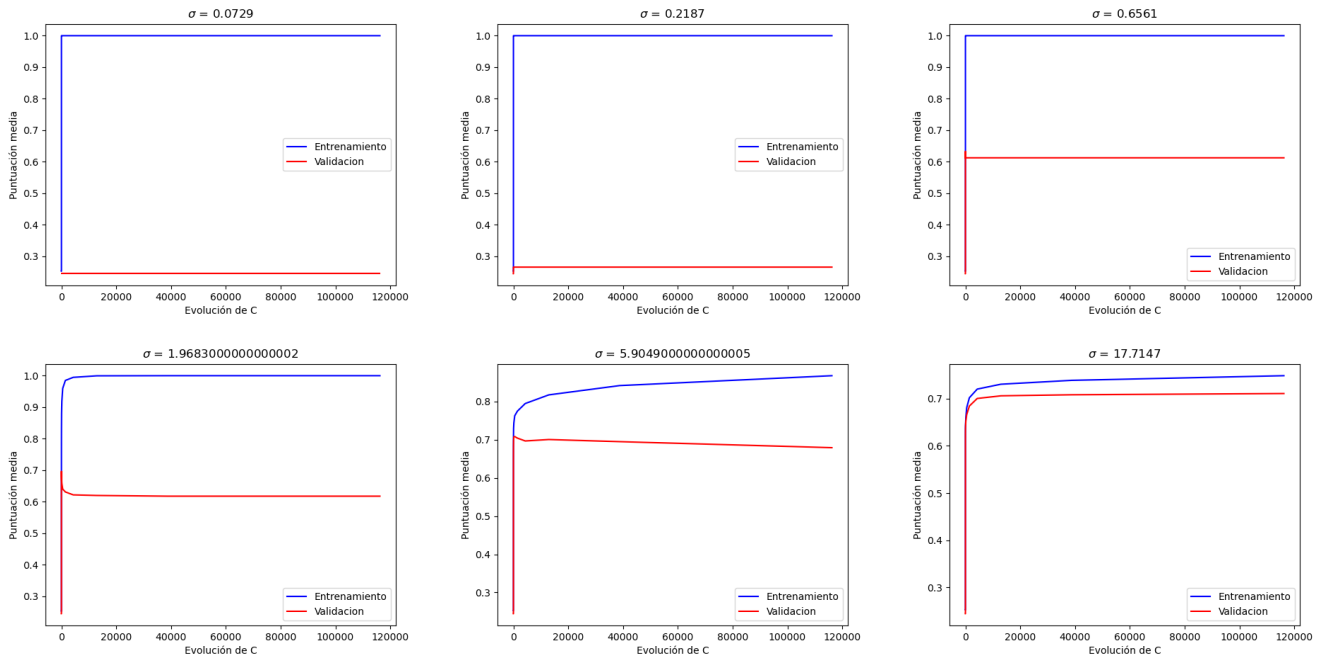 σ = 0.0729
1.0
0.9
0.8
0.7
0.6
0.5
0.4
0.3
Puntuación media
Entrenamiento
Validacion
0 20000 40000 60000 80000 100000 120000
Evolución de C
σ = 0.2187
1.0
0.9
0.8
0.7
0.6
0.5
0.4
0.3
Puntuación media
Entrenamiento
Validacion
0 20000 40000 60000 80000 100000 120000
Evolución de C
σ = 0.6561
1.0
0.9
0.8
0.7
0.6
0.5
0.4
0.3
Puntuación media
Entrenamiento
Validacion
0 20000 40000 60000 80000 100000 120000
Evolución de C
σ = 1.9683000000000002
1.0
0.9
0.8
0.7
0.6
0.5
0.4
0.3
Puntuación media
Entrenamiento
Validacion
0 20000 40000 60000 80000 100000 120000
Evolución de C
σ = 5.9049000000000005
0.8
0.7
0.6
0.5
0.4
0.3
Puntuación media
Entrenamiento
Validacion
0 20000 40000 60000 80000 100000 120000
Evolución de C
σ = 17.7147
0.7
0.6
0.5
0.4
0.3
Puntuación media
Entrenamiento
Validacion
0 20000 40000 60000 80000 100000 120000
Evolución de C